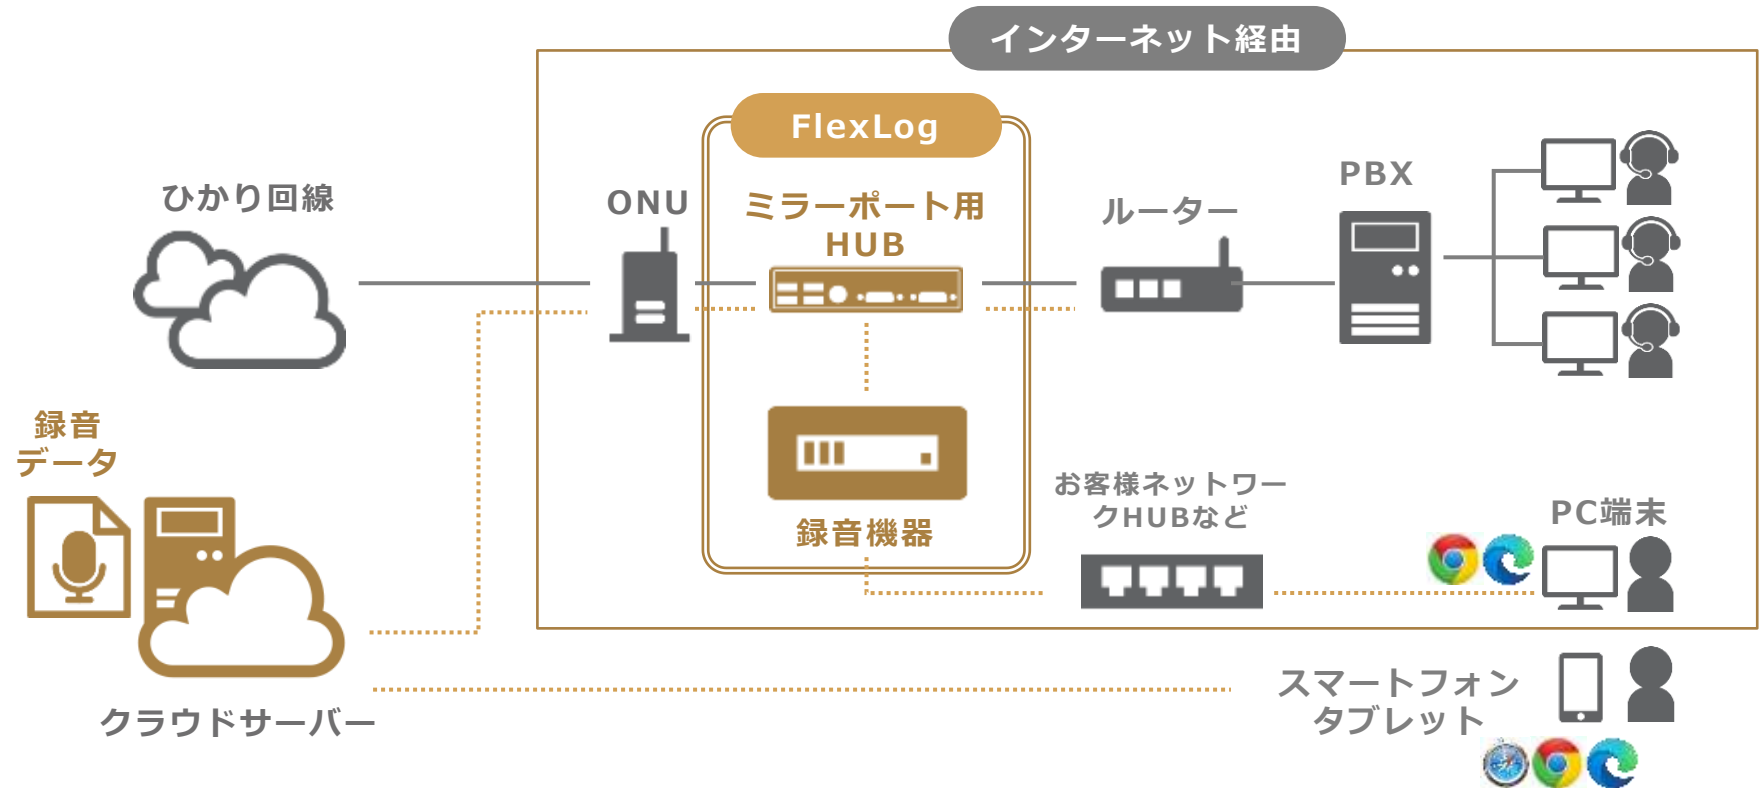 インターネット経由
FlexLog
ひかり回線
ONU
ミラーポート用
HUB
ルーター
PBX
録音
データ
録音機器
お客様ネットワー
クHUBなど
PC端末
クラウドサーバー
スマートフォン
タブレット